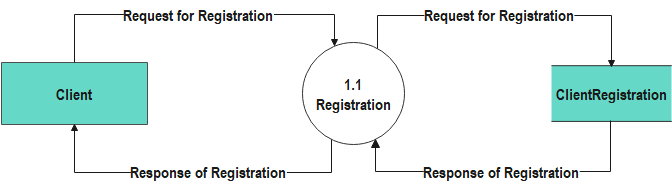 Request for Registration
Request for Registration
Client
1.1
Registration
ClientRegistration
Response of Registration
Response of Registration